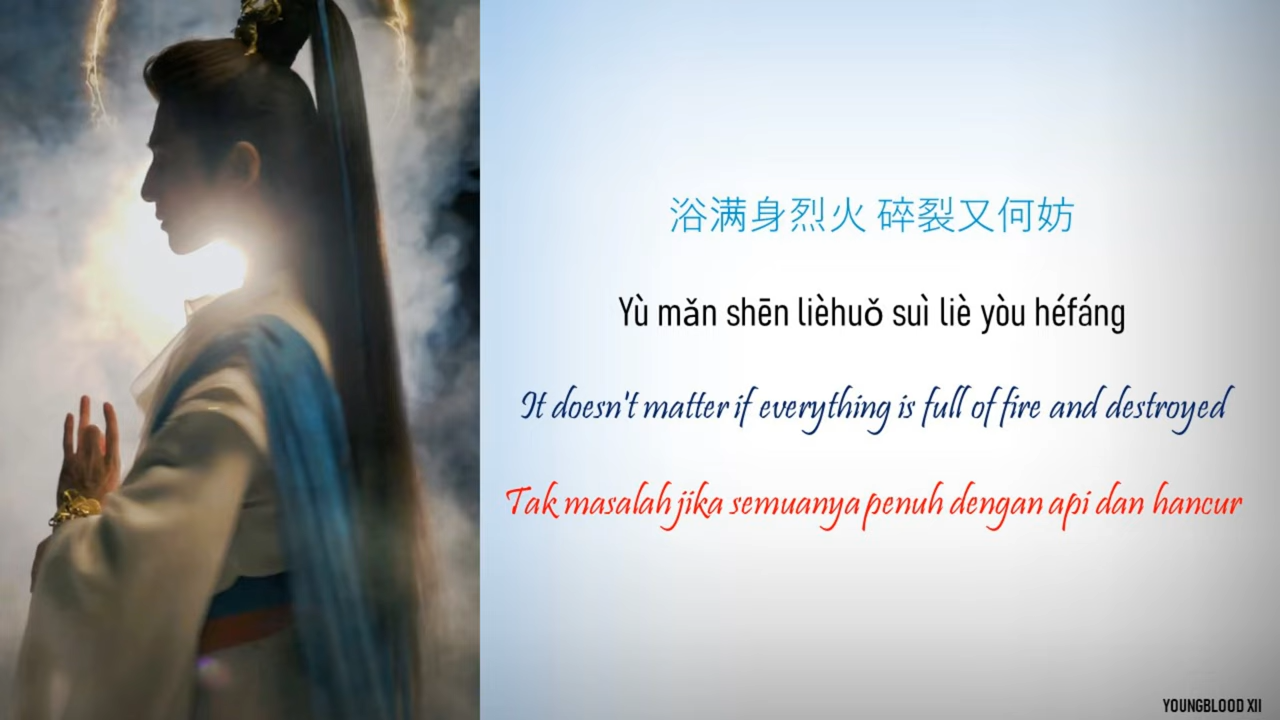 浴满身烈火 碎裂又何妨
Yù mǎn shēn lièhuǒ suì liè yòu héfáng
It doesn't matter if everything is full of fire and destroyed
Tak masalah jika semuanya penuh dengan api dan hancur
YOUNGBLOOD XII